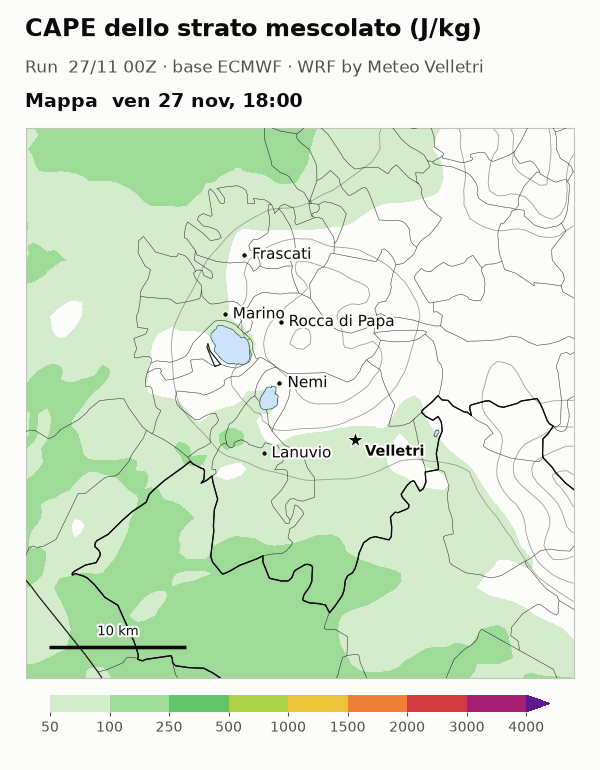 CAPE dello strato mescolato (J/kg)
Run  27/11 00Z · base ECMWF · WRF by Meteo Velletri
Mappa  ven 27 nov, 18:00
Frascati
Marino
Rocca di Papa
Nemi
Velletri
Lanuvio
10 km
50 100 250 500 1000 1500 2000 3000 4000